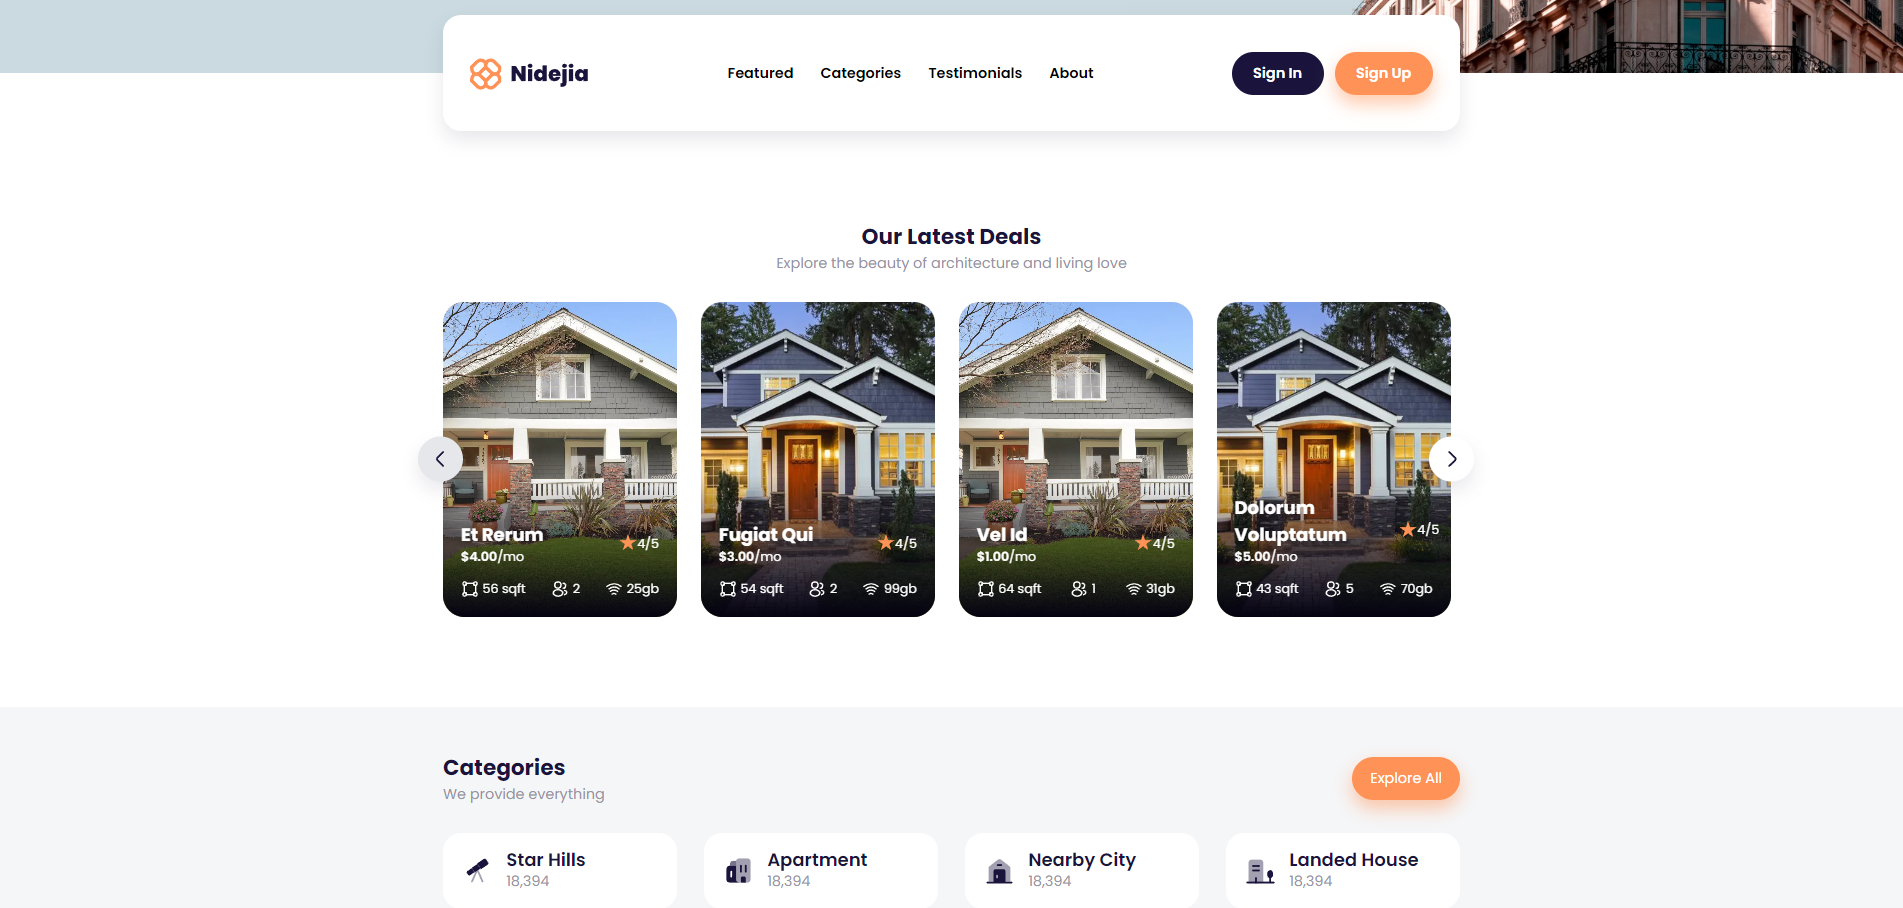 Nidejia
Featured Categories Testimonials About
Sign In Sign Up
Our Latest Deals
Explore the beauty of architecture and living love
Et Rerum
$4.00/mo
4/5
56 sqft 2 25gb
Fugiat Qui
$3.00/mo
4/5
54 sqft 2 99gb
Vel Id
$1.00/mo
4/5
64 sqft 1 31gb
Dolorum
Voluptatum
$5.00/mo
4/5
43 sqft 5 70gb
Categories
We provide everything
Explore All
Star Hills
18,394
Apartment
18,394
Nearby City
18,394
Landed House
18,394